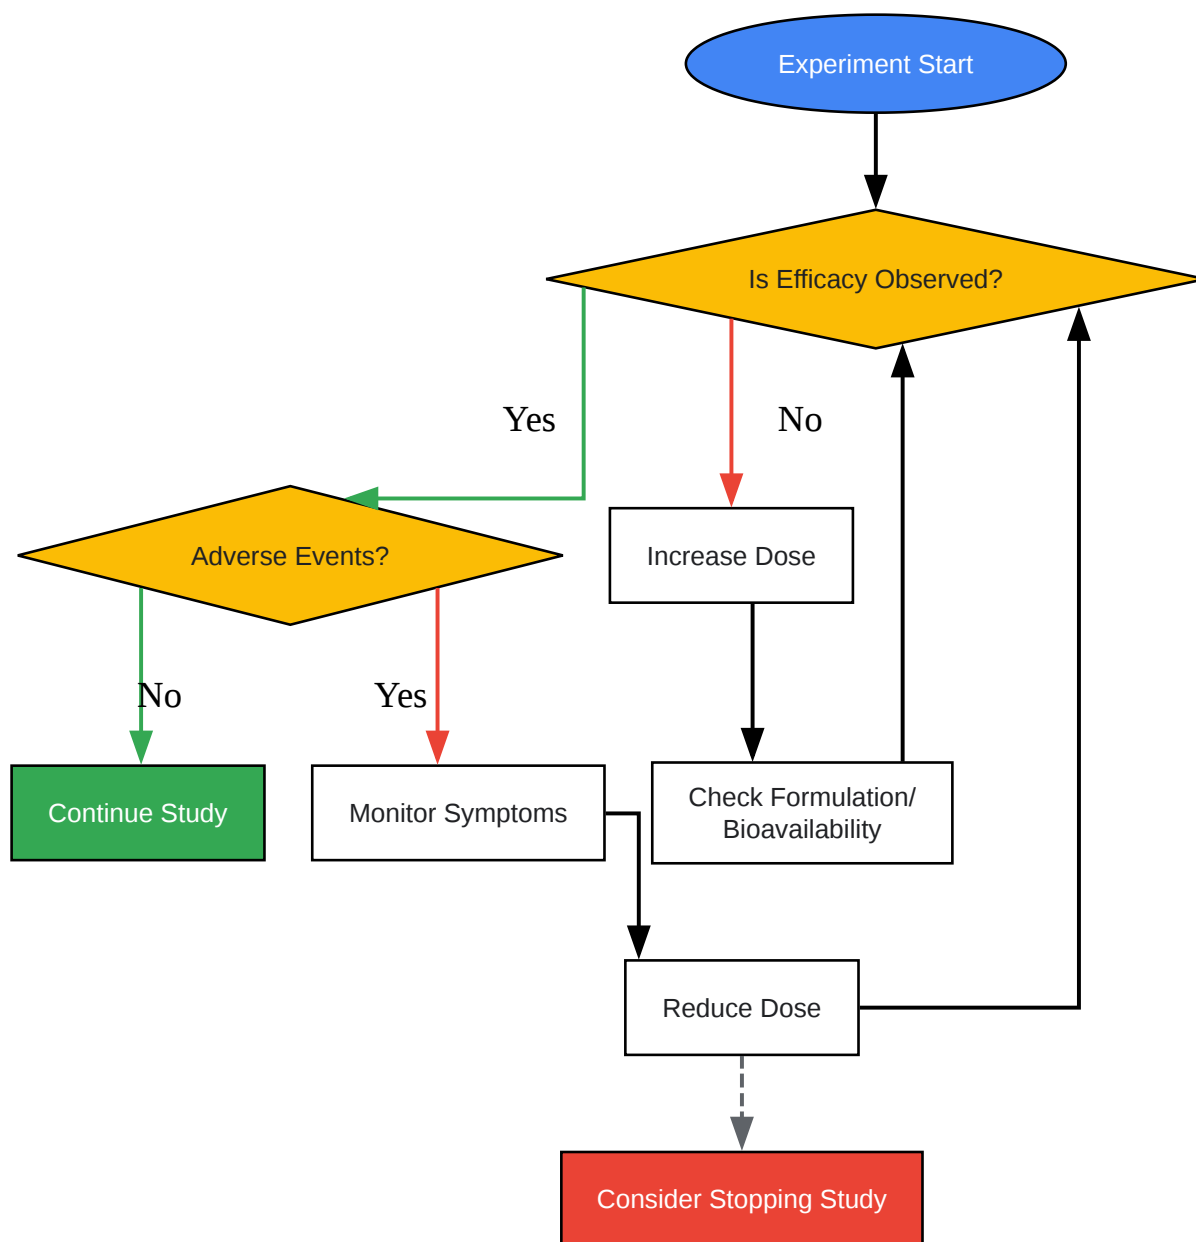 Experiment Start
Is Efficacy Observed?
Yes
No
Adverse Events?
Increase Dose
No
Yes
Continue Study
Monitor Symptoms
Check Formulation/
Bioavailability
Reduce Dose
Consider Stopping Study